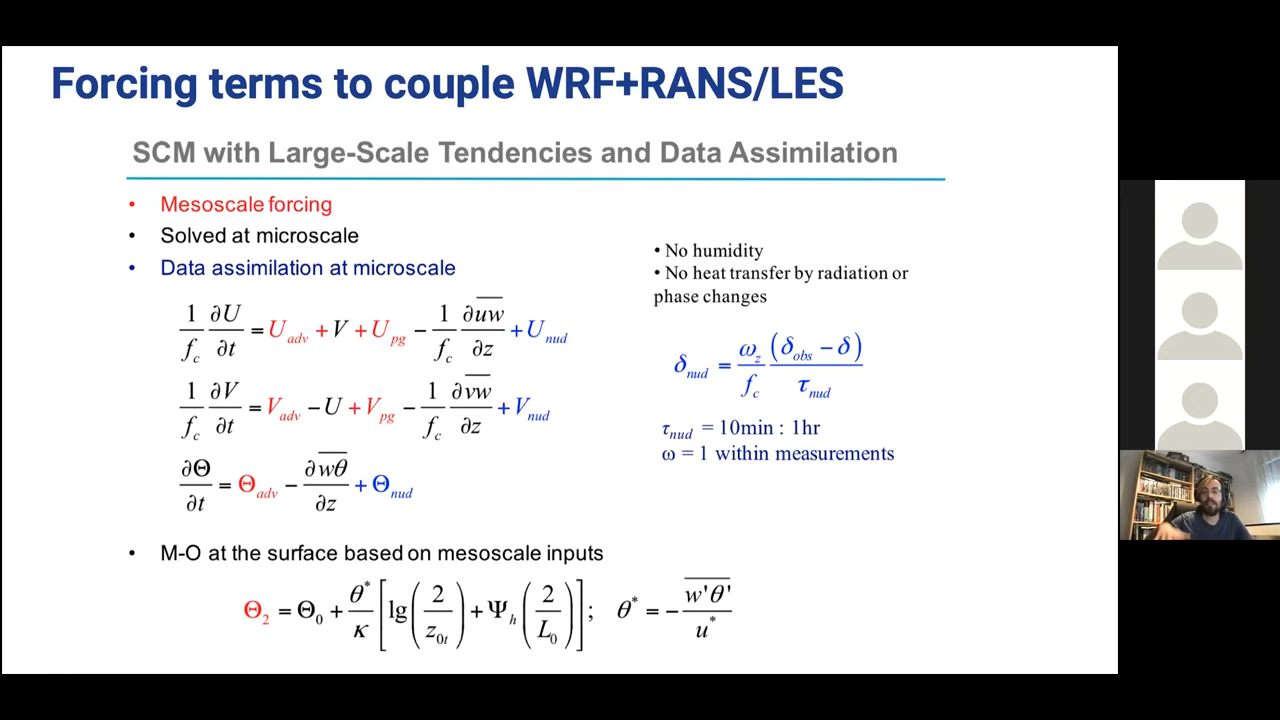 Forcing terms to couple WRF+RANS/LES
SCM with Large-Scale Tendencies and Data Assimilation
• Mesoscale forcing
• Solved at microscale
• Data assimilation at microscale
• No humidity
• No heat transfer by radiation or
phase changes
1/f_c ∂U/∂t = U_adv + V + U_pg − 1/f_c ∂\overline{uw}/∂z + U_nud
1/f_c ∂V/∂t = V_adv − U + V_pg − 1/f_c ∂\overline{vw}/∂z + V_nud
∂Θ/∂t = Θ_adv − ∂\overline{wθ}/∂z + Θ_nud
δ_nud = ω_z/f_c (δ_obs − δ)/τ_nud
τ_nud = 10min : 1hr
ω = 1 within measurements
• M-O at the surface based on mesoscale inputs
Θ_2 = Θ_0 + θ^*/κ [lg(2/z_0t) + Ψ_h(2/L_0)]; θ^* = − \overline{w'θ'}/u^*